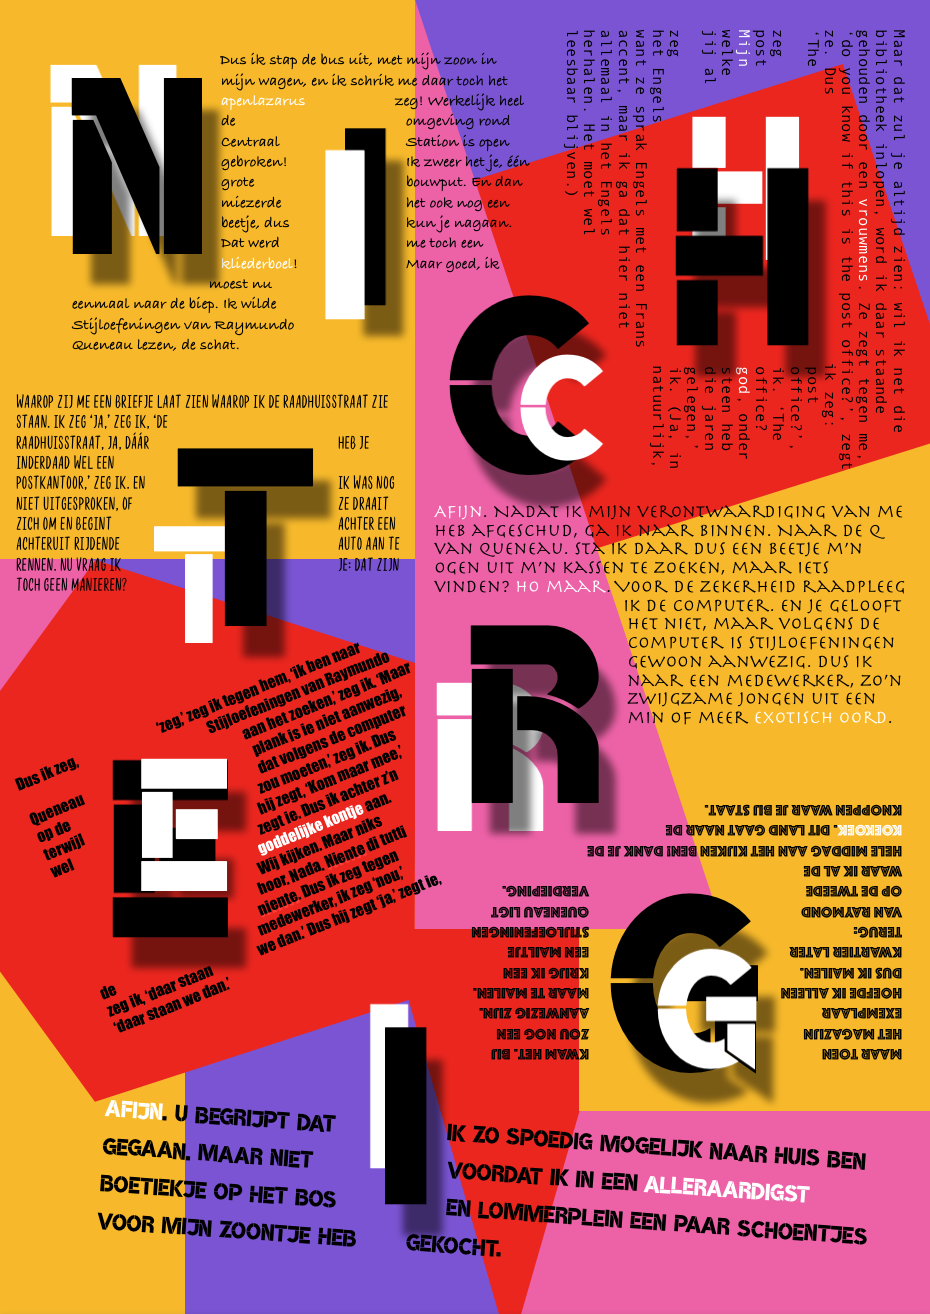 N
I
C
C
H
T
E
R
I
G
Dus ik stap de bus uit, met mijn zoon in
mijn wagen, en ik schrik me daar toch het
apenlazarus zeg! Werkelijk heel
de omgeving rond
Centraal Station is open
gebroken! Ik zweer het je, één
grote bouwput. En dan
miezerde het ook nog een
beetje, dus kun je nagaan.
Dat werd me toch een
kliederboel! Maar goed, ik
moest nu
eenmaal naar de biep. Ik wilde
Stijloefeningen van Raymundo
Queneau lezen, de schat.
Maar dat zul je altijd zien: wil ik net die
bibliotheek inlopen, word ik daar staande
gehouden door een vrouwmens. Ze zegt tegen me,
'do you know if this is the post office?', zegt
ze. Dus ik zeg:
'The post
office?',
zeg ik. 'The
post office?
Mijn god, onder
welke steen heb
jij al die jaren
gelegen,'
zeg ik. (Ja, in
het Engels natuurlijk,
want ze sprak Engels met een Frans
accent, maar ik ga dat hier niet
allemaal in het Engels
herhalen. Het moet wel
leesbaar blijven.)
WAAROP ZIJ ME EEN BRIEFJE LAAT ZIEN WAAROP IK DE RAADHUISSTRAAT ZIE
STAAN. IK ZEG 'JA,' ZEG IK, 'DE
RAADHUISSTRAAT, JA, DÁÁR HEB JE
INDERDAAD WEL EEN
POSTKANTOOR,' ZEG IK. EN IK WAS NOG
NIET UITGESPROKEN, OF ZE DRAAIT
ZICH OM EN BEGINT ACHTER EEN
ACHTERUIT RIJDENDE AUTO AAN TE
RENNEN. NU VRAAG IK JE: DAT ZIJN
TOCH GEEN MANIEREN?
AFIJN. NADAT IK MIJN VERONTWAARDIGING VAN ME
HEB AFGESCHUD, GA IK NAAR BINNEN. NAAR DE Q
VAN QUENEAU. STA IK DAAR DUS EEN BEETJE M'N
OGEN UIT M'N KASSEN TE ZOEKEN, MAAR IETS
VINDEN? HO MAAR. VOOR DE ZEKERHEID RAADPLEEG
IK DE COMPUTER. EN JE GELOOFT
HET NIET, MAAR VOLGENS DE
COMPUTER IS STIJLOEFENINGEN
GEWOON AANWEZIG. DUS IK
NAAR EEN MEDEWERKER, ZO'N
ZWIJGZAME JONGEN UIT EEN
MIN OF MEER EXOTISCH OORD.
Dus ik zeg, 'zeg,' zeg ik tegen hem, 'ik ben naar
Stijloefeningen van Raymundo
Queneau aan het zoeken,' zeg ik. 'Maar
op de plank is ie niet aanwezig,
terwijl dat volgens de computer
wel zou moeten,' zeg ik. Dus
hij zegt, 'Kom maar mee,'
zegt ie. Dus ik achter z'n
goddelijke kontje aan.
Wij kijken. Maar niks
hoor. Nada. Niente di tutti
niente. Dus ik zeg tegen
de medewerker, ik zeg 'nou,'
zeg ik, 'daar staan we dan.' Dus hij zegt 'ja,' zegt ie,
'daar staan we dan.'
MAAR TOEN KWAM HET. BIJ
HET MAGAZIJN ZOU NOG EEN
EXEMPLAAR AANWEZIG ZIJN.
HOEFDE IK ALLEEN MAAR TE MAILEN.
DUS IK MAILEN. KRIJG IK EEN
KWARTIER LATER EEN MAILTJE
TERUG: STIJLOEFENINGEN
VAN RAYMOND QUENEAU LIGT
OP DE TWEEDE VERDIEPING.
WAAR IK AL DE
HELE MIDDAG AAN HET KIJKEN BEN! DANK JE DE
KOEKOEK. DIT LAND GAAT NAAR DE
KNOPPEN WAAR JE BIJ STAAT.
AFIJN. U BEGRIJPT DAT IK ZO SPOEDIG MOGELIJK NAAR HUIS BEN
GEGAAN. MAAR NIET VOORDAT IK IN EEN ALLERAARDIGST
BOETIEKJE OP HET BOS EN LOMMERPLEIN EEN PAAR SCHOENTJES
VOOR MIJN ZOONTJE HEB GEKOCHT.